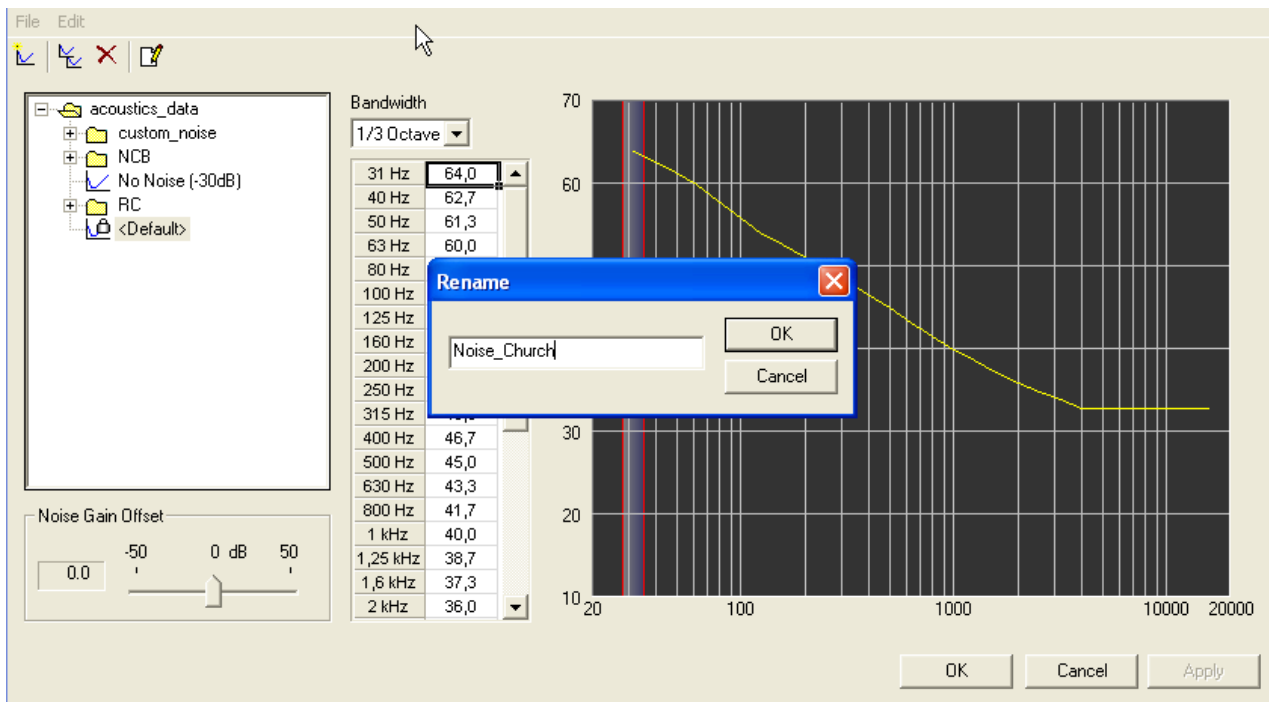 File Edit
acoustics_data
custom_noise
NCB
No Noise (-30dB)
RC
<Default>
Noise Gain Offset
-50 0 dB 50
0.0
Bandwidth
1/3 Octave
31 Hz 64,0
40 Hz 62,7
50 Hz 61,3
63 Hz 60,0
80 Hz
100 Hz
125 Hz
160 Hz
200 Hz
250 Hz
315 Hz
400 Hz 46,7
500 Hz 45,0
630 Hz 43,3
800 Hz 41,7
1 kHz 40,0
1,25 kHz 38,7
1,6 kHz 37,3
2 kHz 36,0
Rename
Noise_Church
OK
Cancel
70
60
30
20
10
20 100 1000 10000 20000
OK Cancel Apply